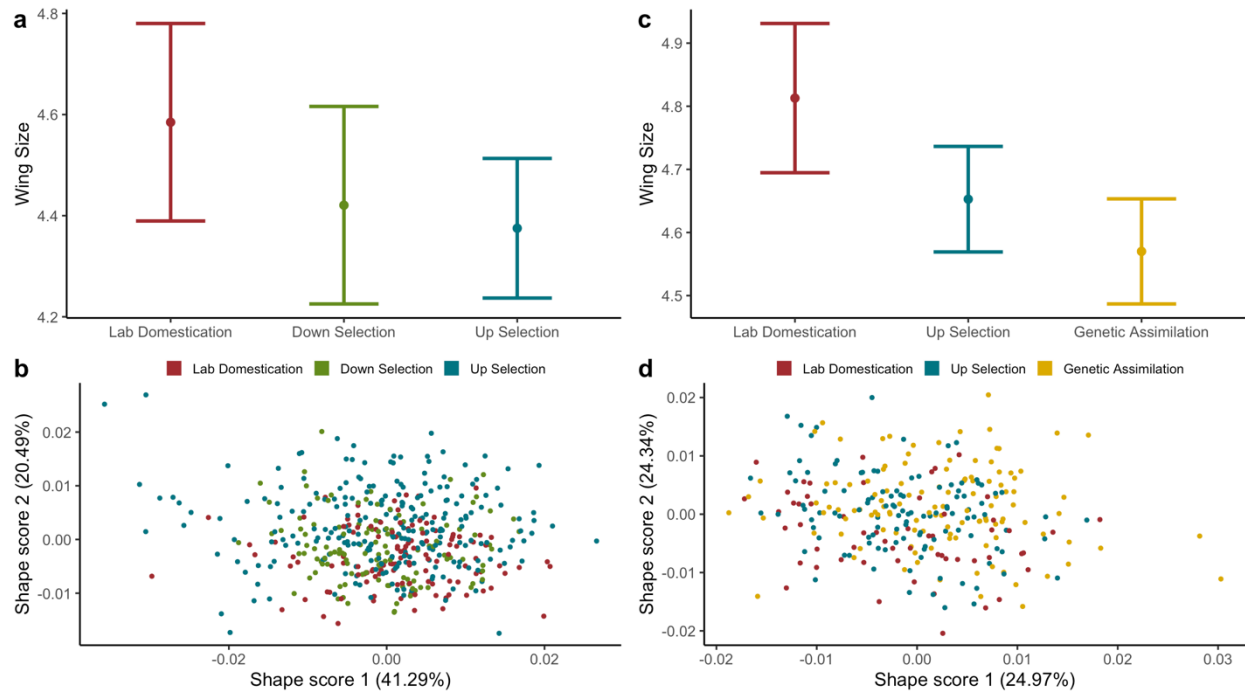 a
4.8
4.6
4.4
4.2
Wing Size
Lab Domestication Down Selection Up Selection
c
4.9
4.8
4.7
4.6
4.5
Wing Size
Lab Domestication Up Selection Genetic Assimilation
b
Lab Domestication Down Selection Up Selection
0.02
0.01
0.00
-0.01
Shape score 2 (20.49%)
-0.02 0.00 0.02
Shape score 1 (41.29%)
d
Lab Domestication Up Selection Genetic Assimilation
0.02
0.01
0.00
-0.01
-0.02
Shape score 2 (24.34%)
-0.02 -0.01 0.00 0.01 0.02 0.03
Shape score 1 (24.97%)